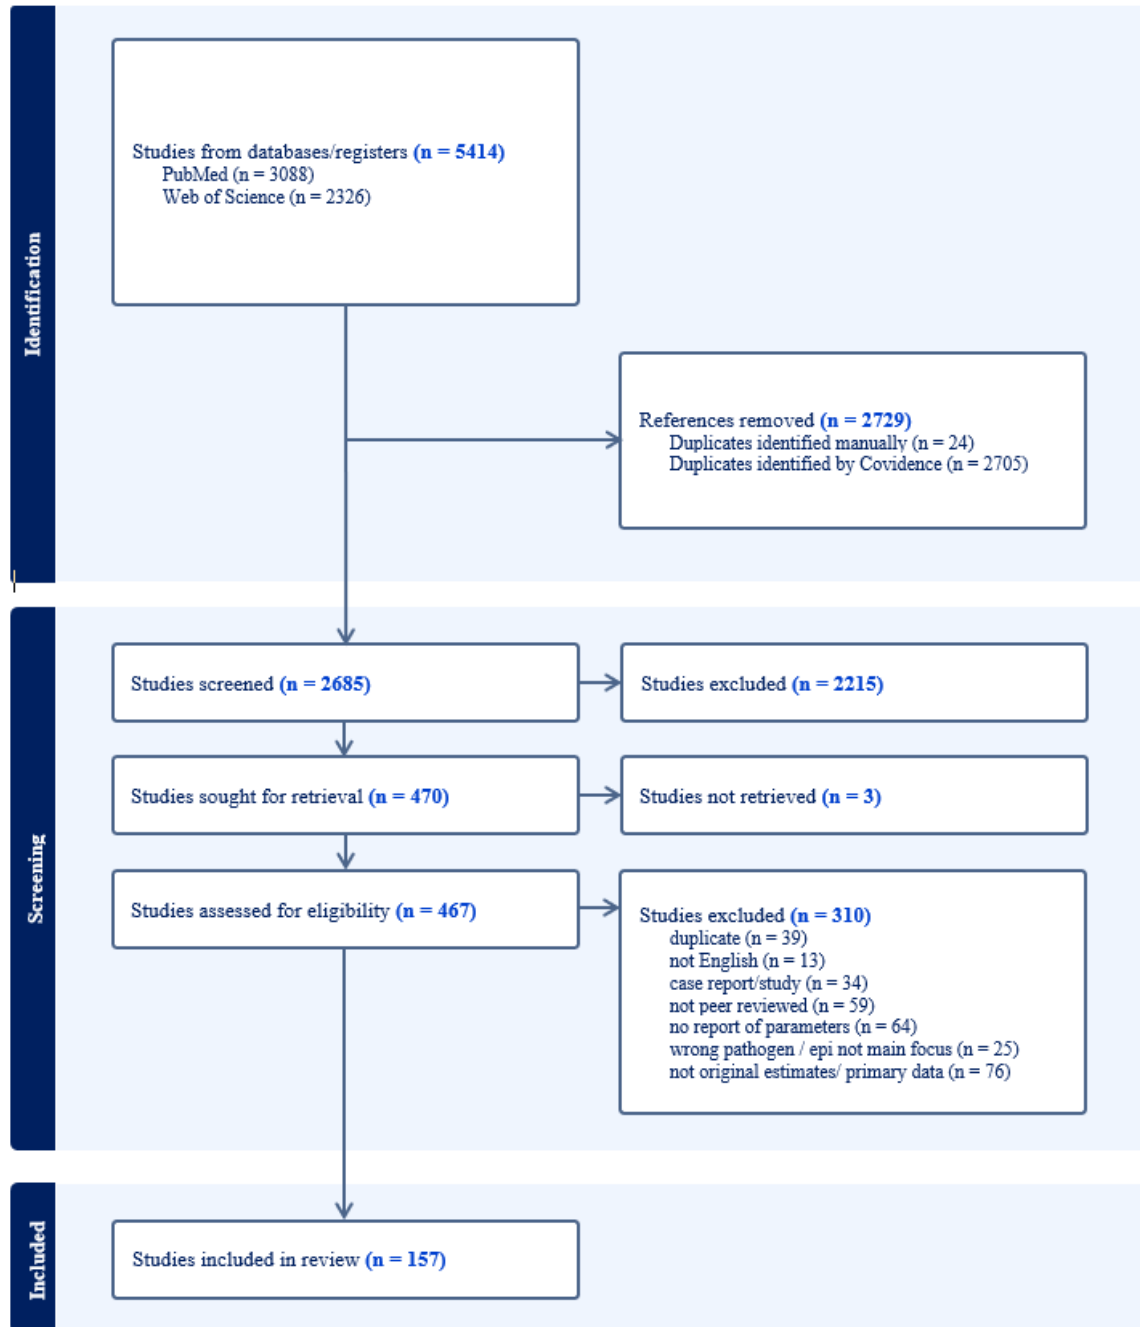 Identification
Studies from databases/registers (n = 5414)
PubMed (n = 3088)
Web of Science (n = 2326)
References removed (n = 2729)
Duplicates identified manually (n = 24)
Duplicates identified by Covidence (n = 2705)
Screening
Studies screened (n = 2685)
Studies excluded (n = 2215)
Studies sought for retrieval (n = 470)
Studies not retrieved (n = 3)
Studies assessed for eligibility (n = 467)
Studies excluded (n = 310)
duplicate (n = 39)
not English (n = 13)
case report/study (n = 34)
not peer reviewed (n = 59)
no report of parameters (n = 64)
wrong pathogen / epi not main focus (n = 25)
not original estimates/ primary data (n = 76)
Included
Studies included in review (n = 157)